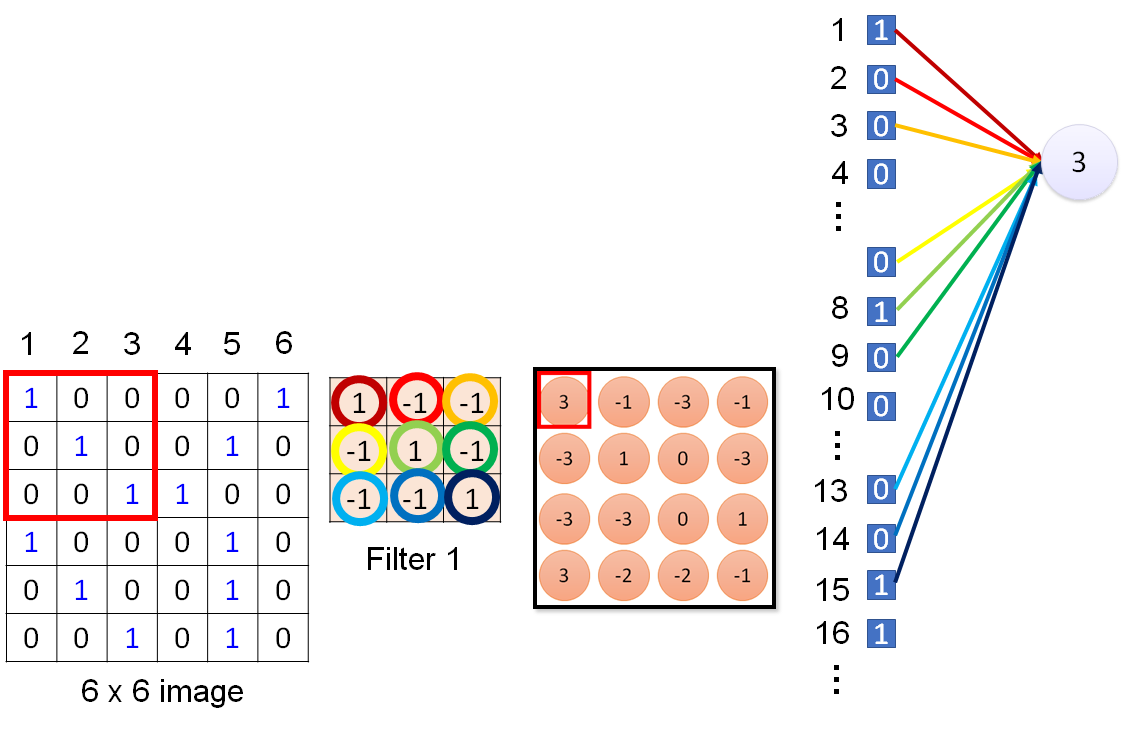 1 2 3 4 5 6
1 0 0 0 0 1
0 1 0 0 1 0
0 0 1 1 0 0
1 0 0 0 1 0
0 1 0 0 1 0
0 0 1 0 1 0
6 x 6 image
1 -1 -1
-1 1 -1
-1 -1 1
Filter 1
3 -1 -3 -1
-3 1 0 -3
-3 -3 0 1
3 -2 -2 -1
1 1
2 0
3 0
4 0
⋮
0
8 1
9 0
10 0
⋮
13 0
14 0
15 1
16 1
⋮
3